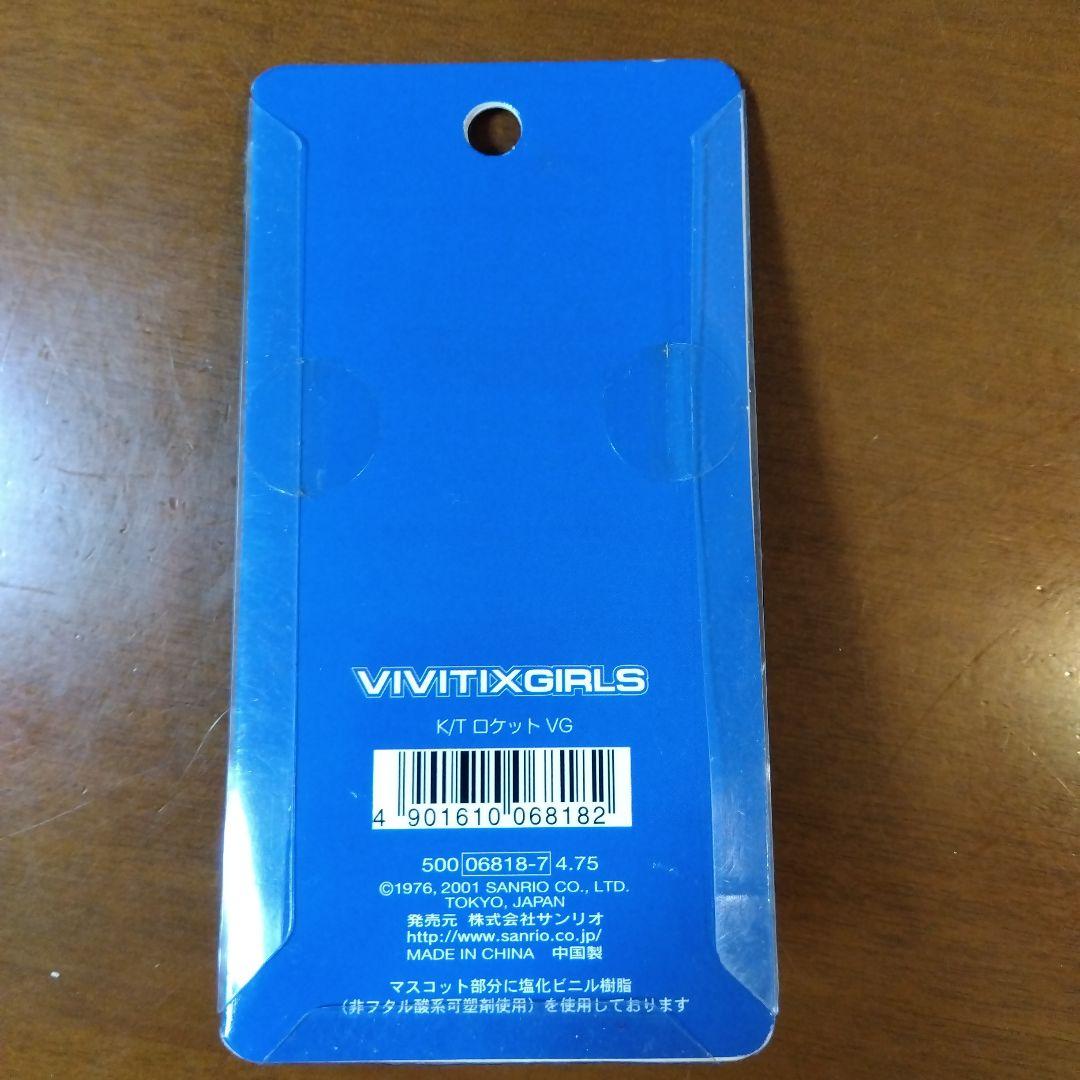 VIVITIXGIRLS
K/T ロケット VG
4 901610 068182
500 06818-7 4.75
©1976, 2001 SANRIO CO., LTD.
TOKYO, JAPAN
発売元 株式会社サンリオ
http://www.sanrio.co.jp/
MADE IN CHINA 中国製
マスコット部分に塩化ビニル樹脂
（非フタル酸系可塑剤使用）を使用しております